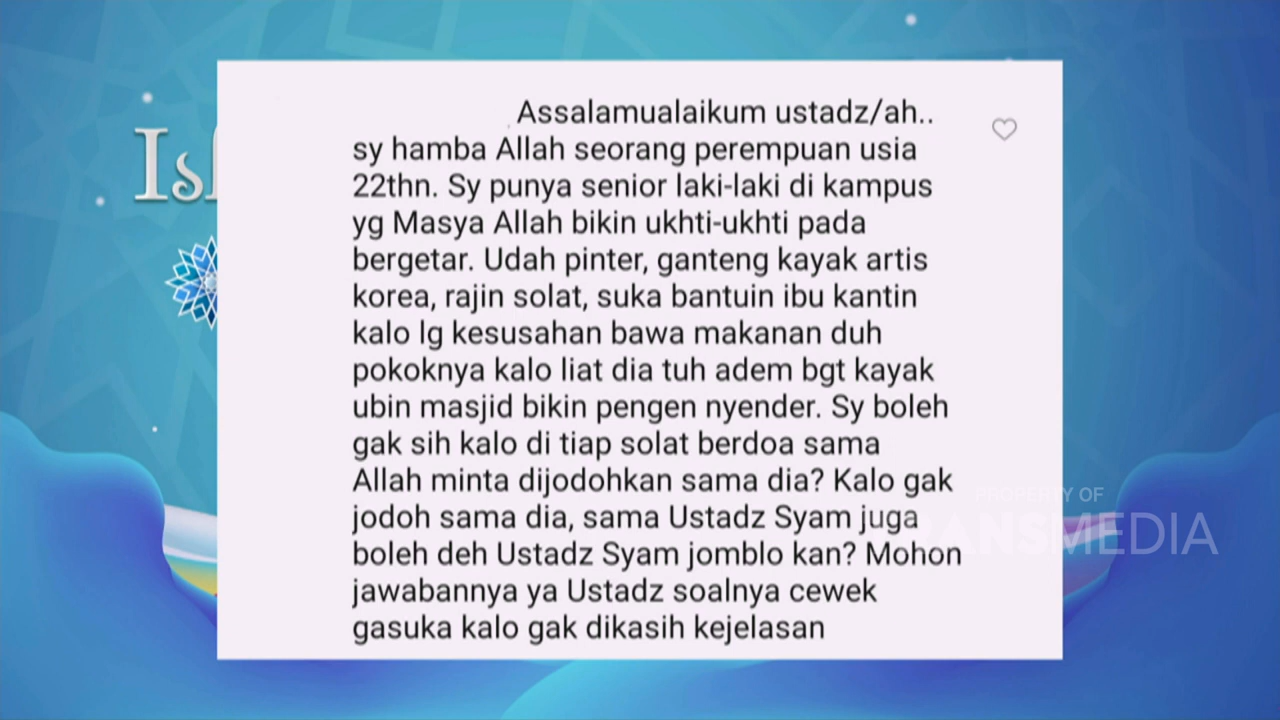 Assalamualaikum ustadz/ah..
sy hamba Allah seorang perempuan usia
22thn. Sy punya senior laki-laki di kampus
yg Masya Allah bikin ukhti-ukhti pada
bergetar. Udah pinter, ganteng kayak artis
korea, rajin solat, suka bantuin ibu kantin
kalo lg kesusahan bawa makanan duh
pokoknya kalo liat dia tuh adem bgt kayak
ubin masjid bikin pengen nyender. Sy boleh
gak sih kalo di tiap solat berdoa sama
Allah minta dijodohkan sama dia? Kalo gak
jodoh sama dia, sama Ustadz Syam juga
boleh deh Ustadz Syam jomblo kan? Mohon
jawabannya ya Ustadz soalnya cewek
gasuka kalo gak dikasih kejelasan
PROPERTY OF
TRANSMEDIA